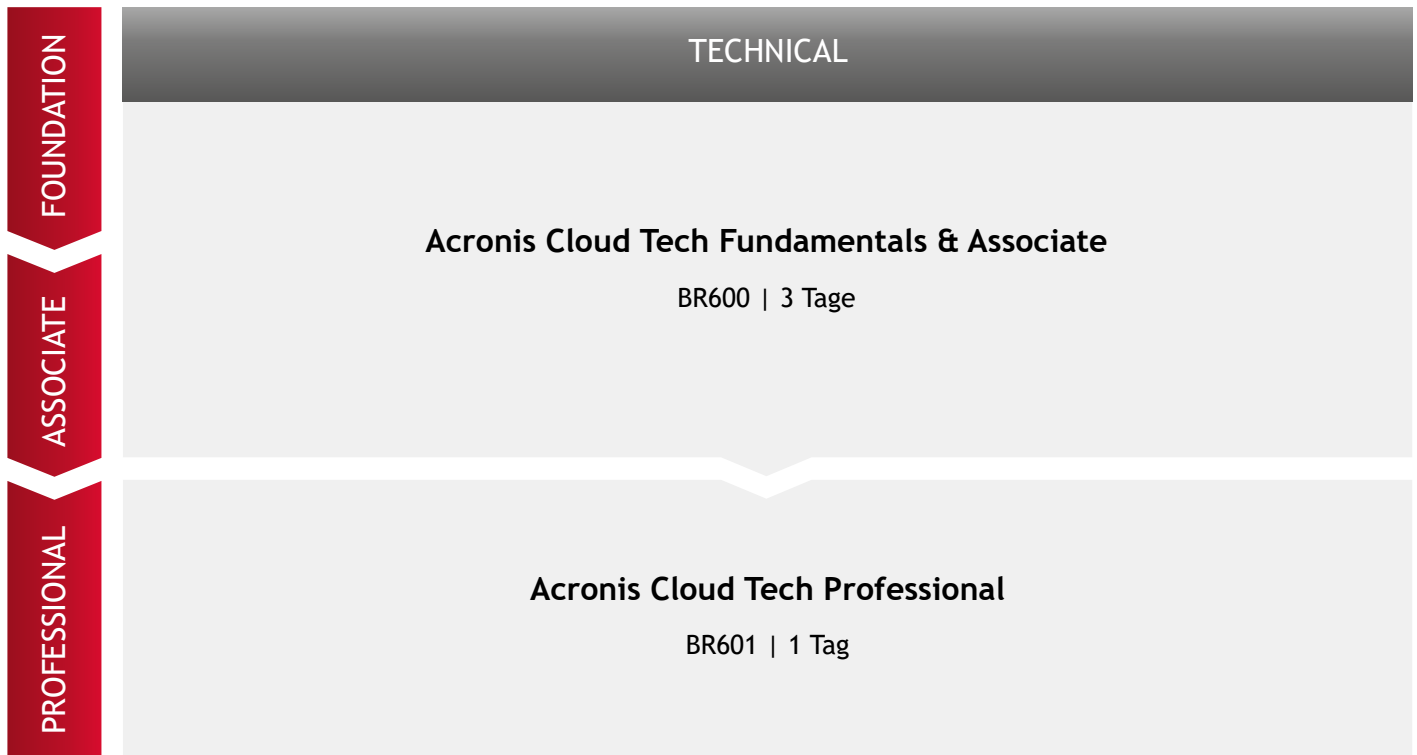 FOUNDATION
TECHNICAL
Acronis Cloud Tech Fundamentals & Associate
BR600 | 3 Tage
ASSOCIATE
PROFESSIONAL
Acronis Cloud Tech Professional
BR601 | 1 Tag